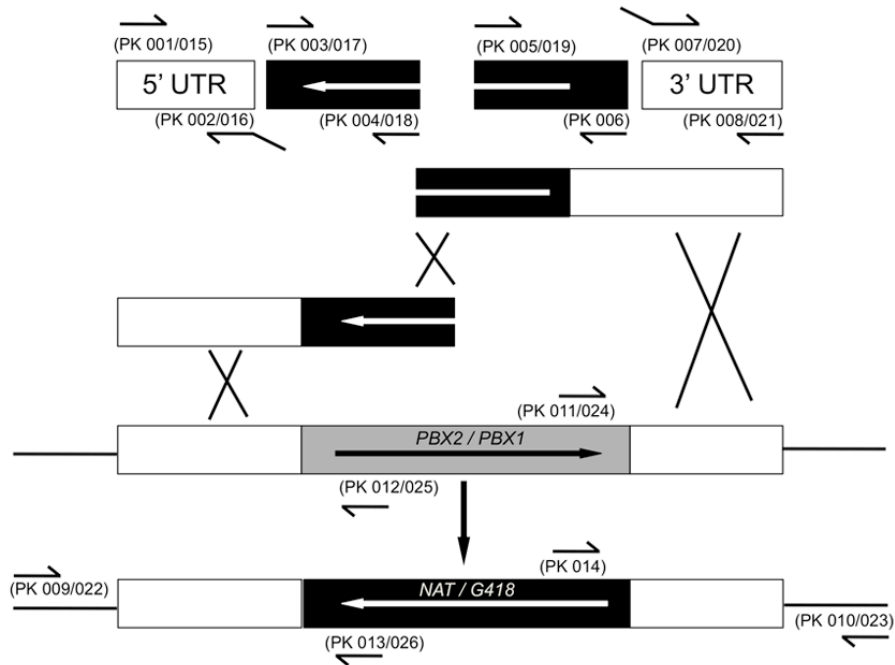 (PK 001/015)
(PK 003/017)
(PK 005/019)
(PK 007/020)
5' UTR
3' UTR
(PK 002/016)
(PK 004/018)
(PK 006)
(PK 008/021)
(PK 011/024)
PBX2 / PBX1
(PK 012/025)
(PK 009/022)
(PK 014)
NAT / G418
(PK 010/023)
(PK 013/026)